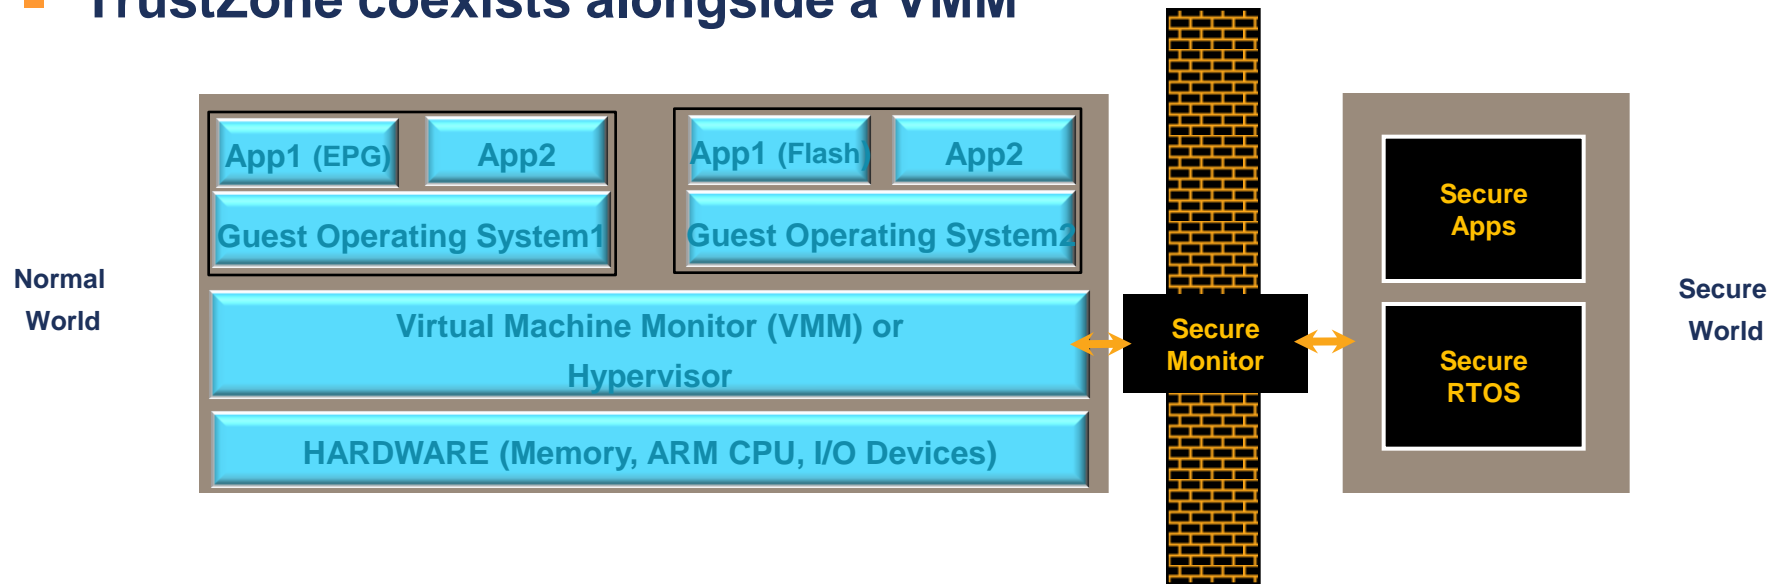 TrustZone coexists alongside a VMM
App1 (EPG)
App2
App1 (Flash)
App2
Guest Operating System1
Guest Operating System2
Normal
World
Virtual Machine Monitor (VMM) or
Hypervisor
HARDWARE (Memory, ARM CPU, I/O Devices)
Secure
Monitor
Secure
Apps
Secure
RTOS
Secure
World